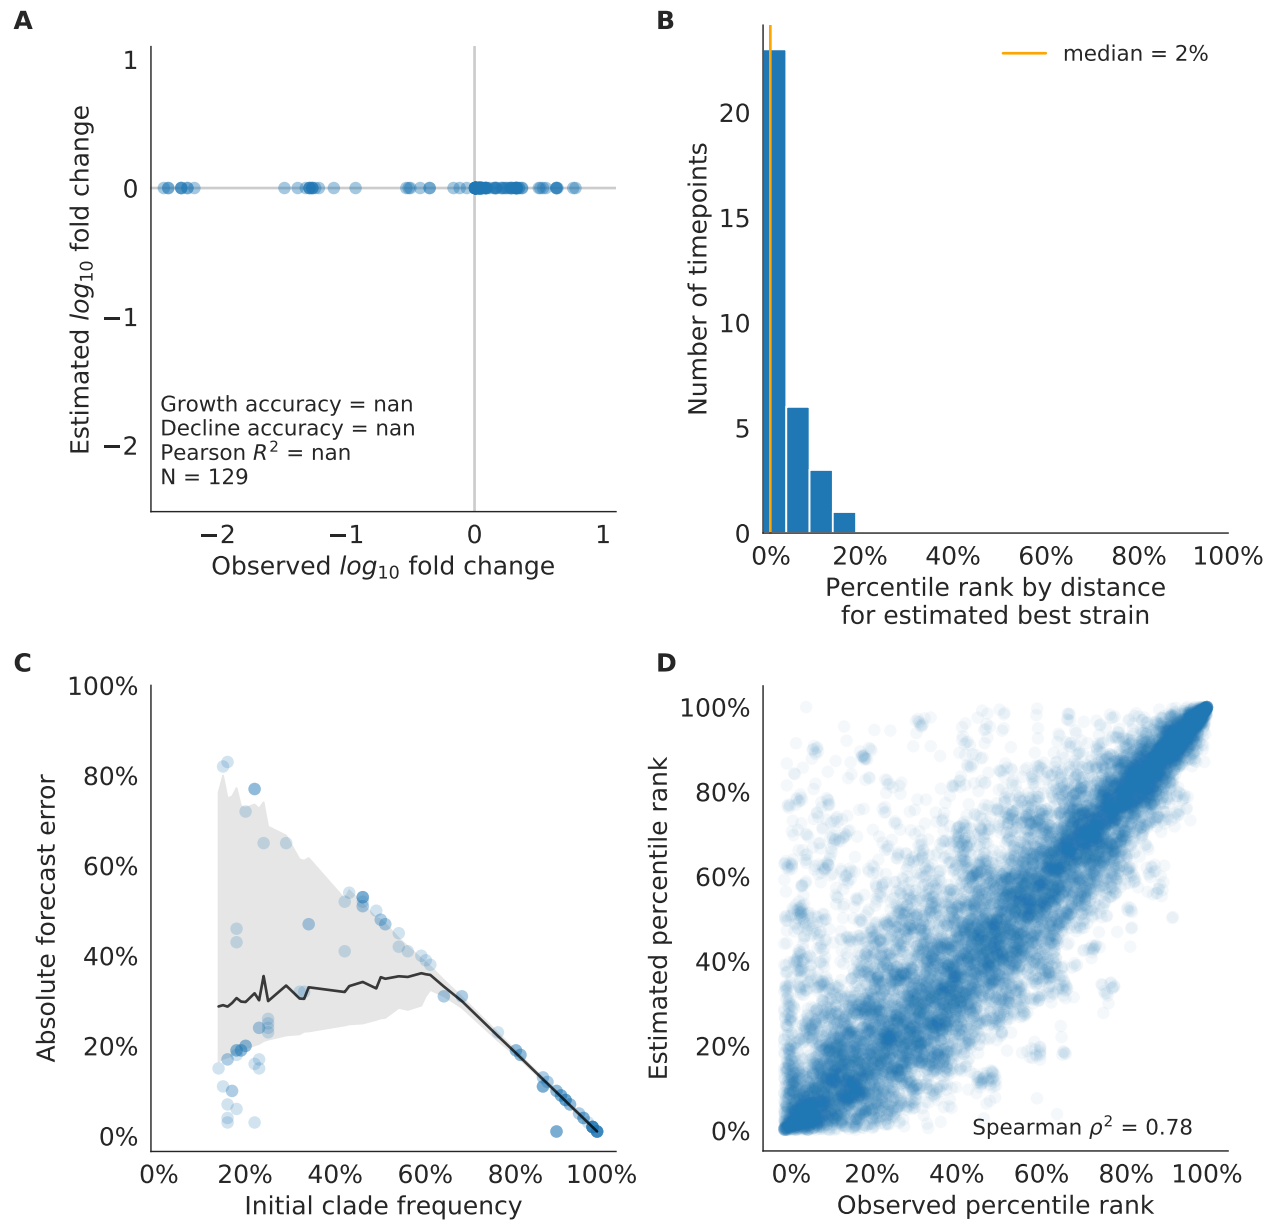 A
1
0
−1
−2
Estimated log10 fold change
Growth accuracy = nan
Decline accuracy = nan
Pearson R² = nan
N = 129
−2 −1 0 1
Observed log10 fold change
B
median = 2%
20
15
10
5
0
Number of timepoints
0% 20% 40% 60% 80% 100%
Percentile rank by distance
for estimated best strain
C
100%
80%
60%
40%
20%
0%
Absolute forecast error
0% 20% 40% 60% 80% 100%
Initial clade frequency
D
100%
80%
60%
40%
20%
0%
Estimated percentile rank
Spearman ρ² = 0.78
0% 20% 40% 60% 80% 100%
Observed percentile rank